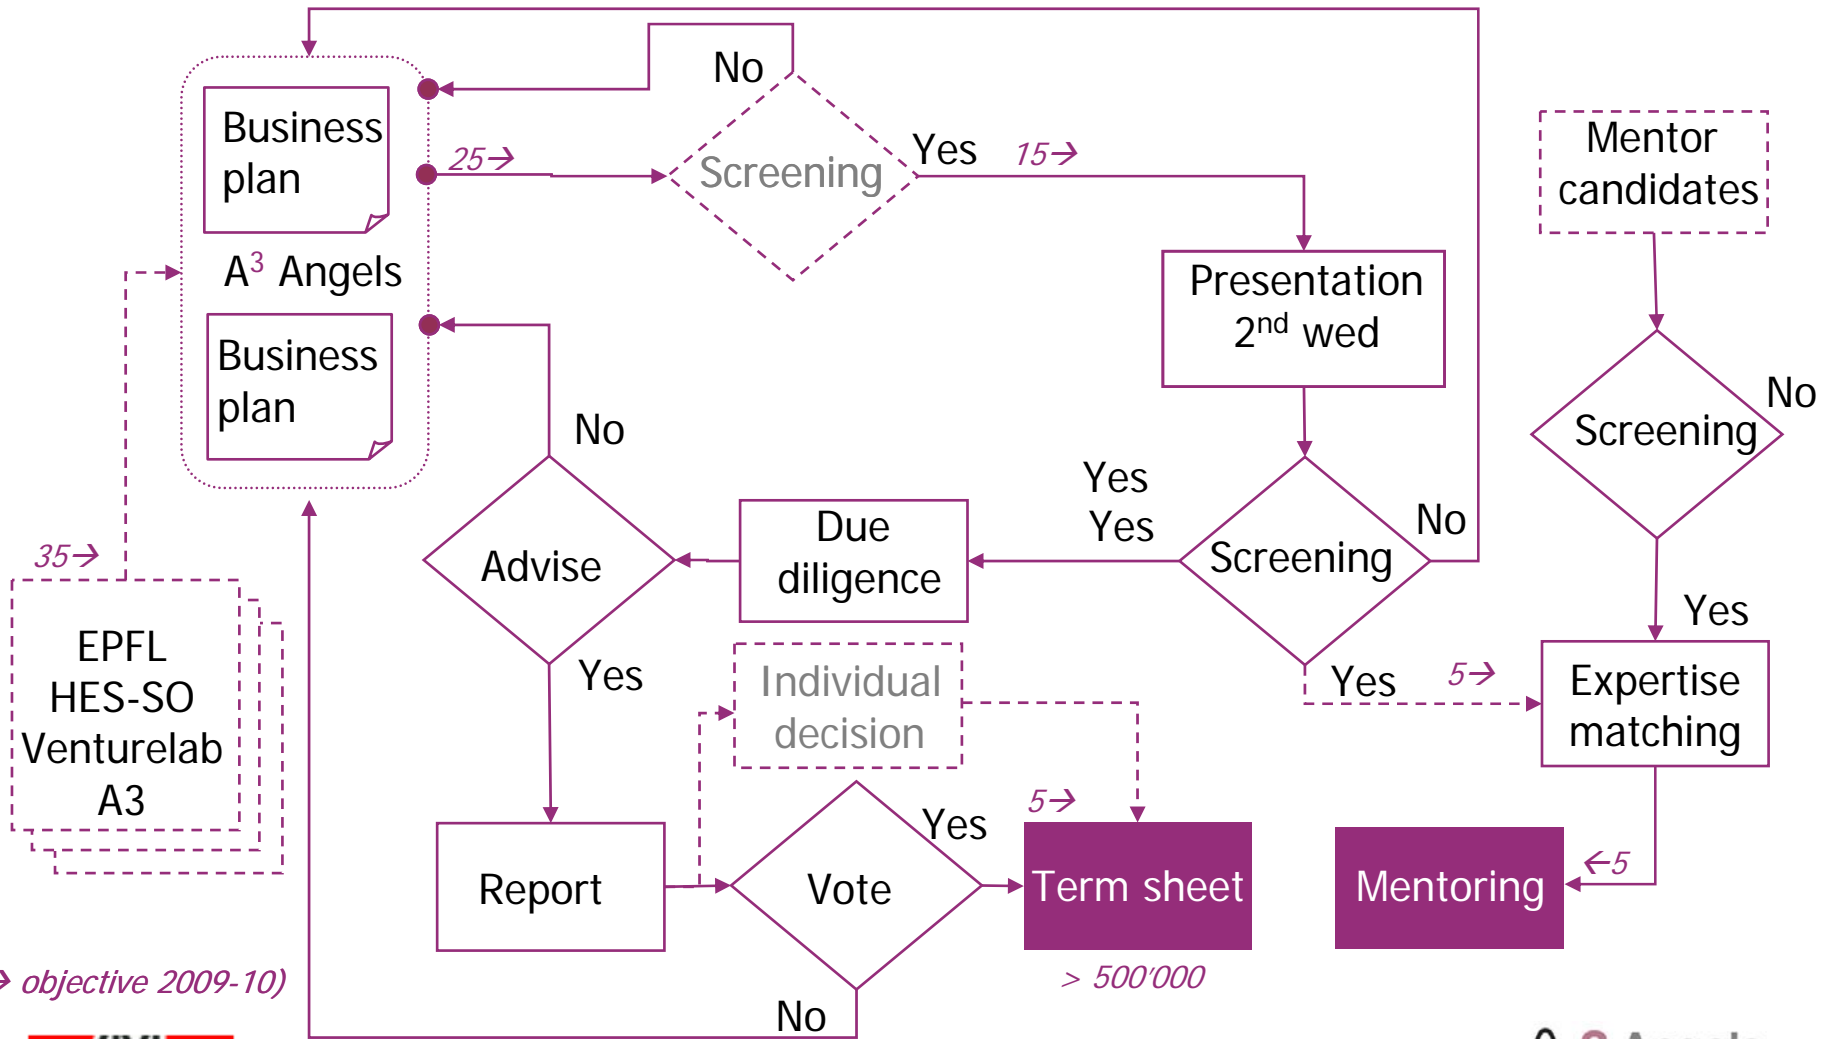 No
Business
plan
25→
Screening
Yes
15→
Mentor
candidates
A³ Angels
Presentation
2nd wed
Business
plan
No
Screening
No
Yes
Yes
Due
diligence
Advise
Screening
No
35→
EPFL
HES-SO
Venturelab
A3
Yes
Individual
decision
Yes
5→
Yes
Expertise
matching
5→
Yes
Report
Vote
Term sheet
Mentoring
←5
→ objective 2009-10)
> 500'000
No